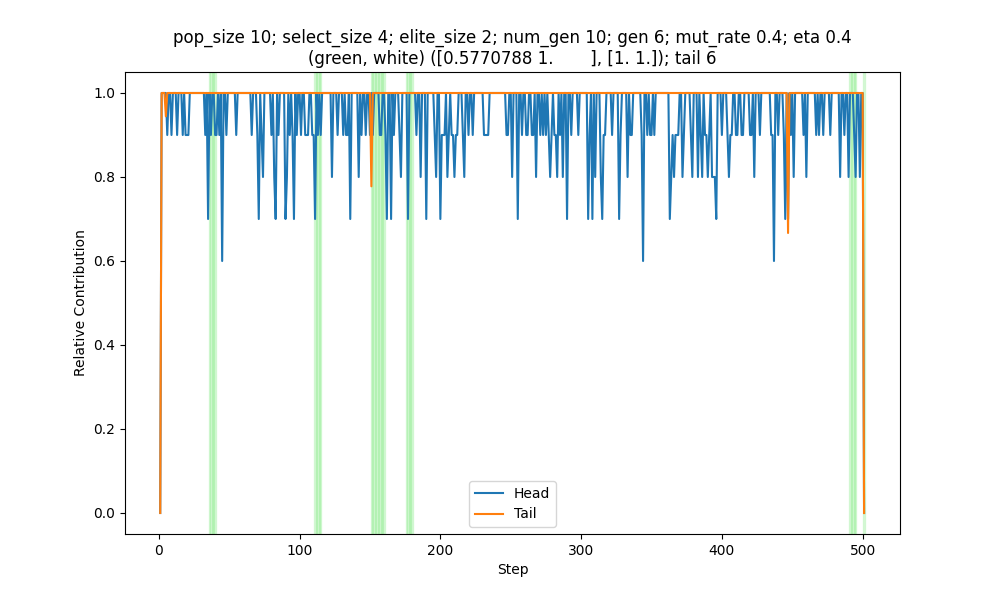 pop_size 10; select_size 4; elite_size 2; num_gen 10; gen 6; mut_rate 0.4; eta 0.4
(green, white) ([0.5770788 1.        ], [1. 1.]); tail 6
1.0
0.8
0.6
0.4
0.2
0.0
Relative Contribution
Head
Tail
0
100
200
300
400
500
Step